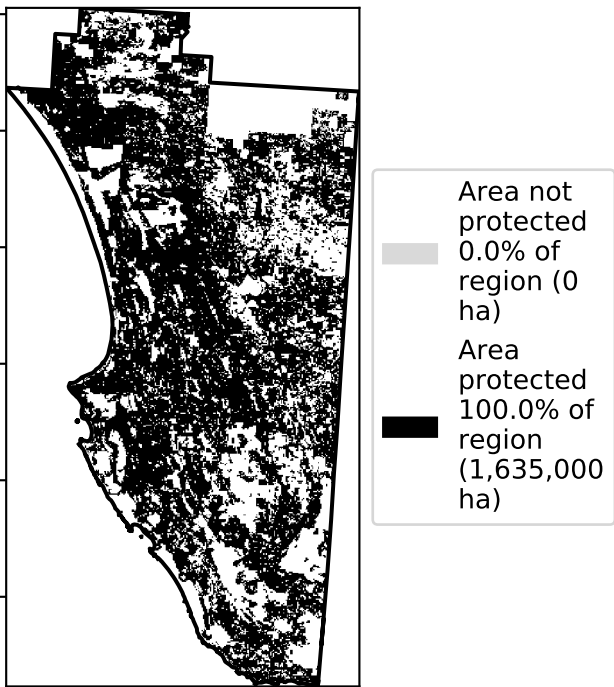 Area not
protected
0.0% of
region (0
ha)
Area
protected
100.0% of
region
(1,635,000
ha)